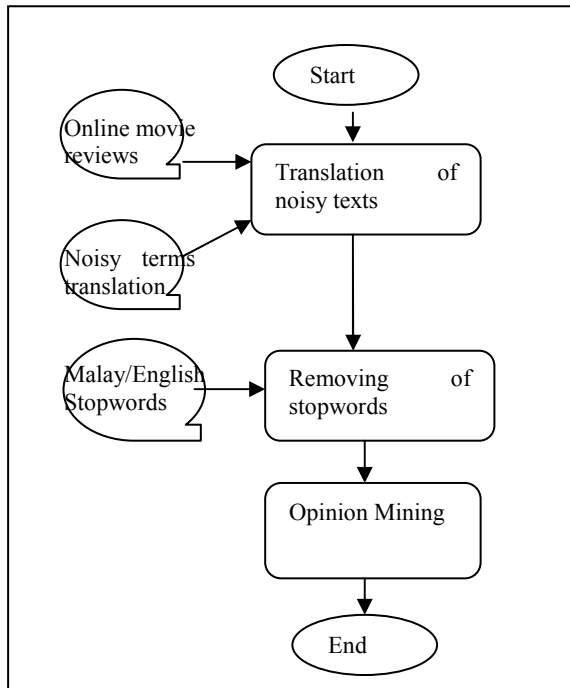 Start
Online movie
reviews
Translation of
noisy texts
Noisy terms
translation
Malay/English
Stopwords
Removing of
stopwords
Opinion Mining
End